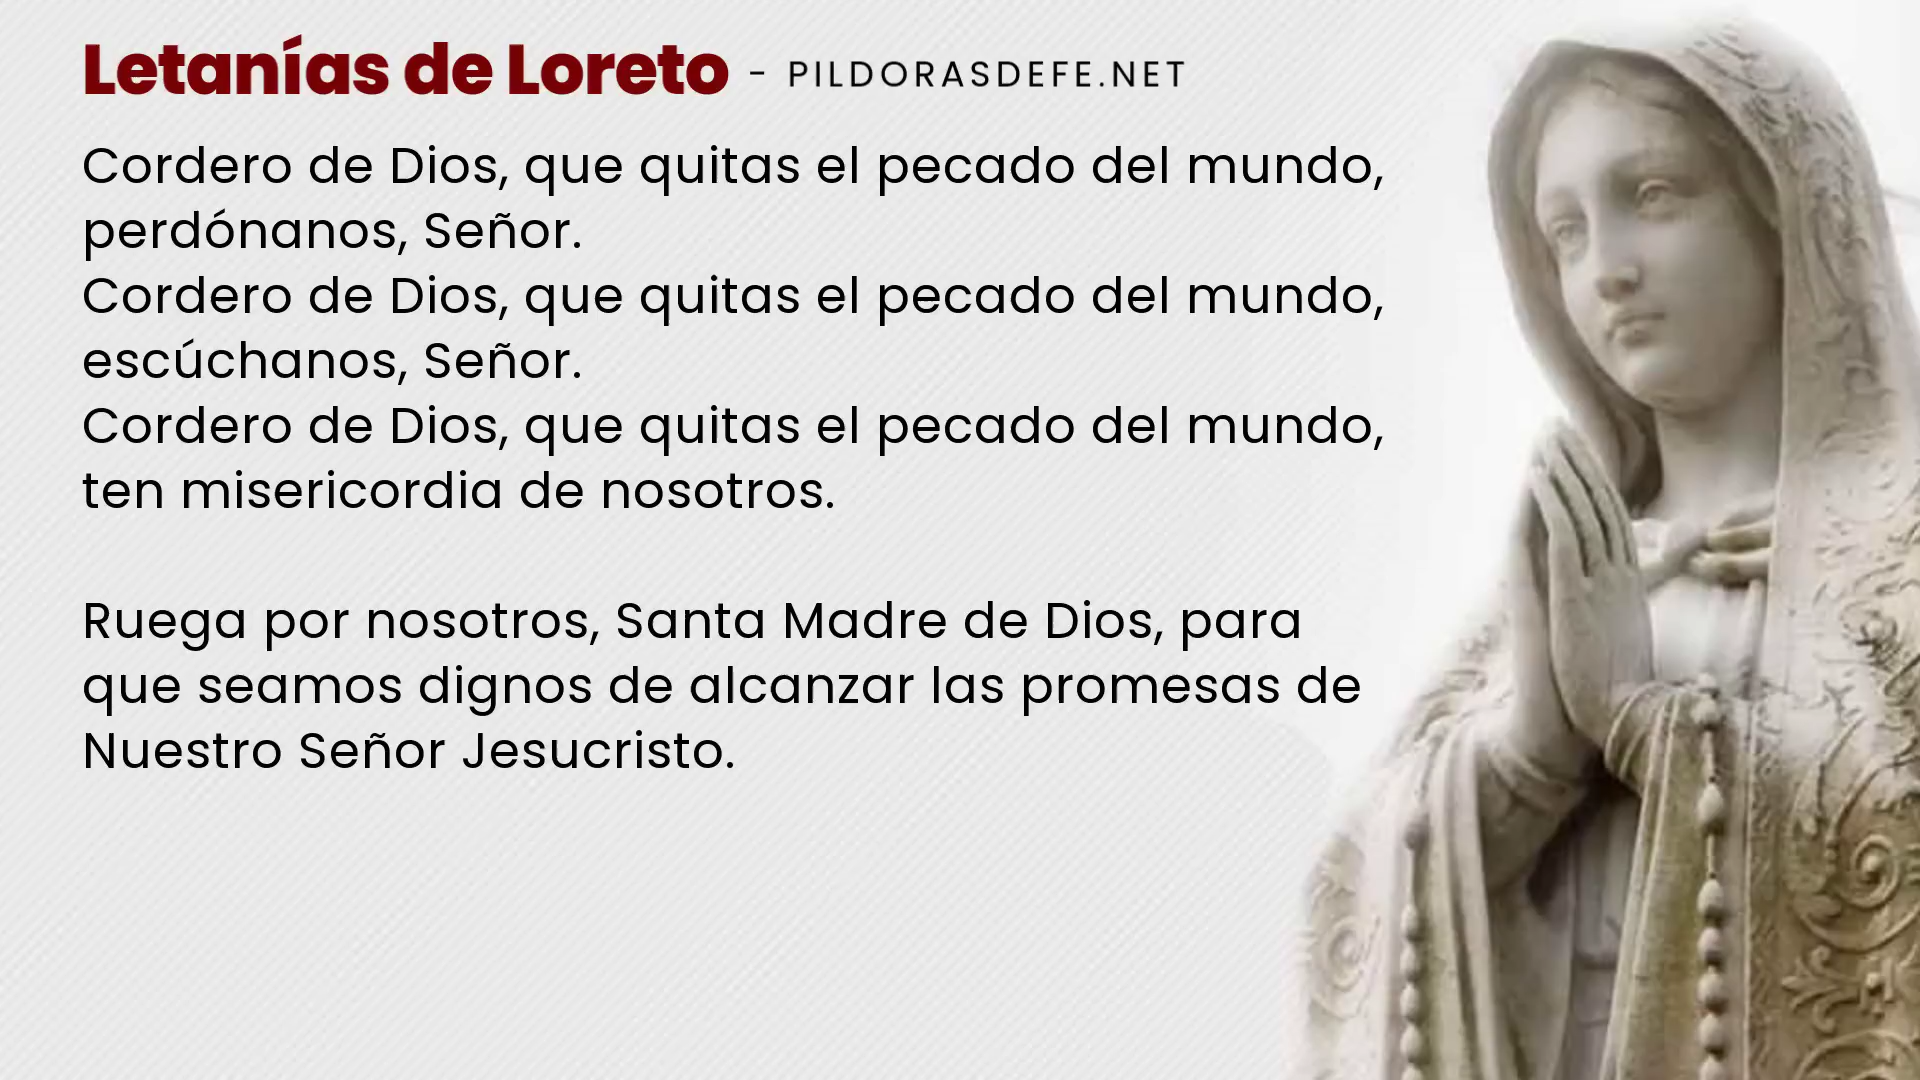 Letanías de Loreto - PILDORASDEFE.NET
Cordero de Dios, que quitas el pecado del mundo,
perdónanos, Señor.
Cordero de Dios, que quitas el pecado del mundo,
escúchanos, Señor.
Cordero de Dios, que quitas el pecado del mundo,
ten misericordia de nosotros.
Ruega por nosotros, Santa Madre de Dios, para
que seamos dignos de alcanzar las promesas de
Nuestro Señor Jesucristo.